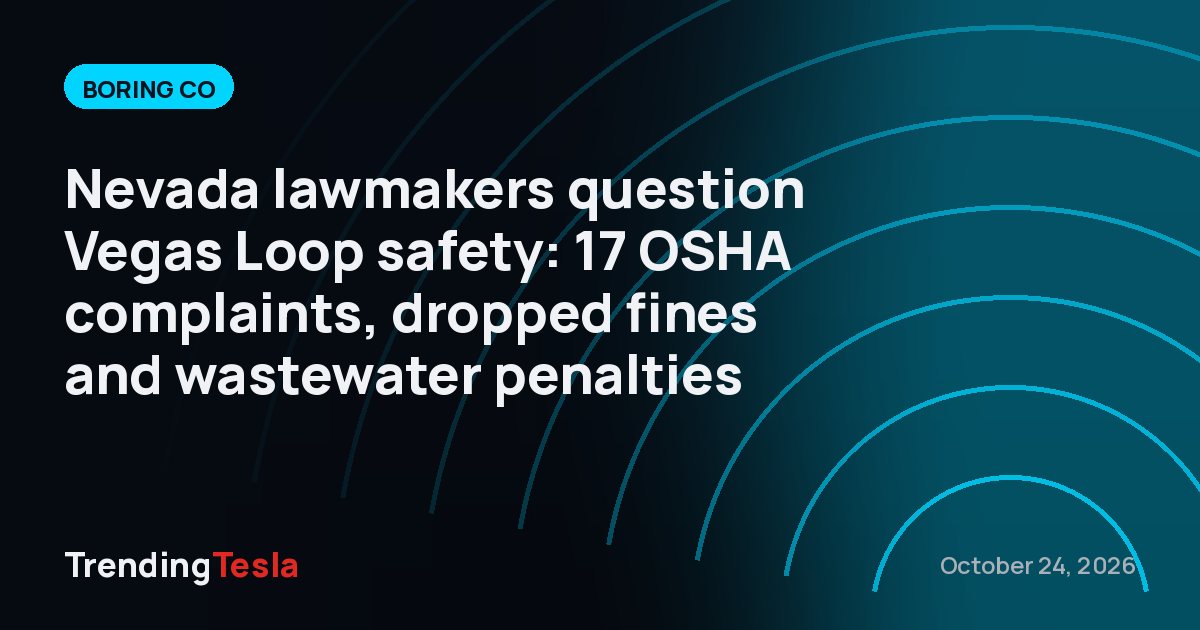 BORING CO
Nevada lawmakers question
Vegas Loop safety: 17 OSHA
complaints, dropped fines
and wastewater penalties
TrendingTesla
October 24, 2026